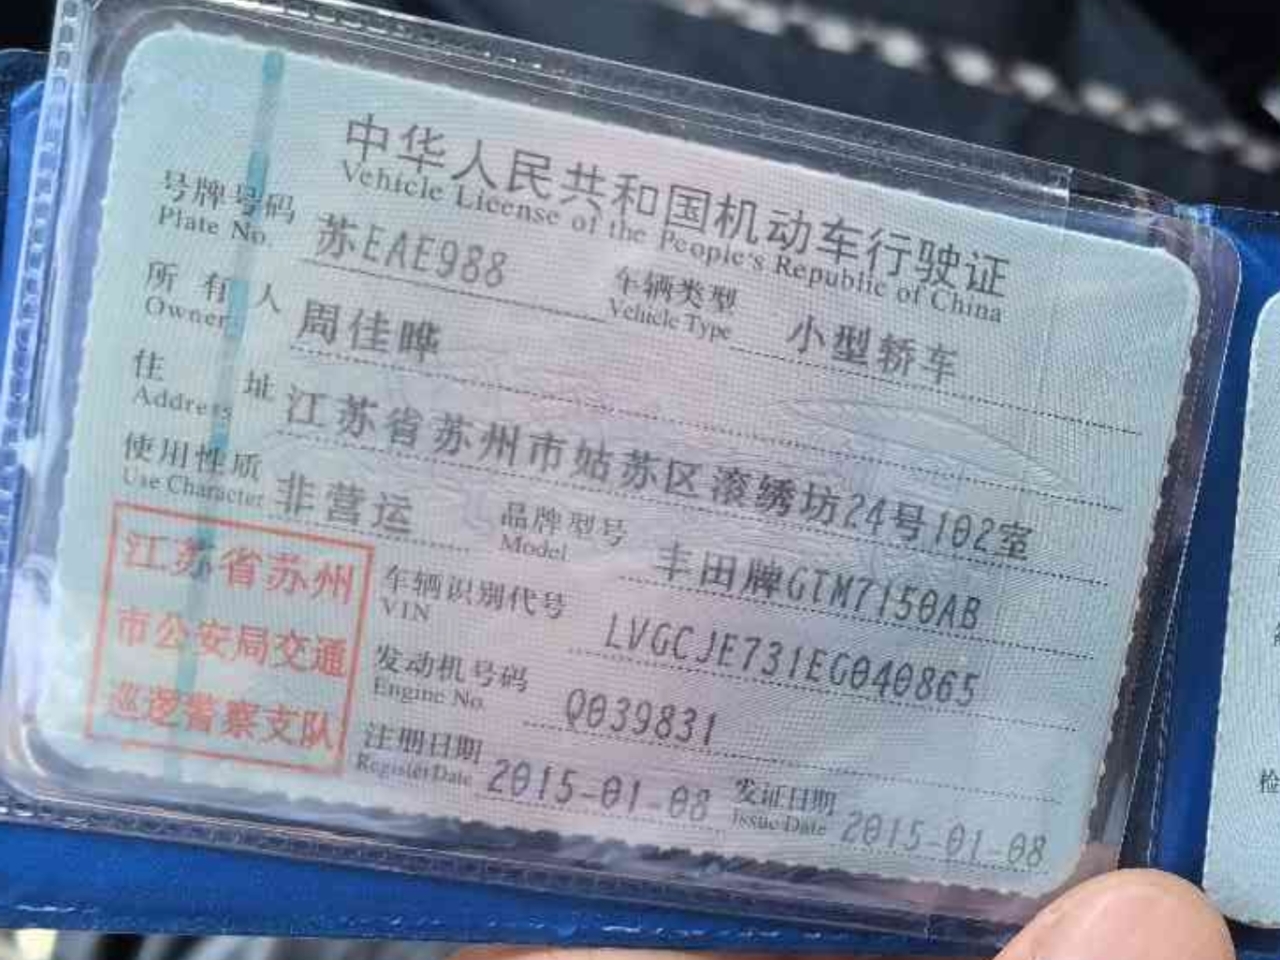 中华人民共和国机动车行驶证
Vehicle License of the People's Republic of China
号牌号码 苏EAE988 车辆类型 小型轿车
Plate No. Vehicle Type
所有人 周佳晔
Owner
住址 江苏省苏州市姑苏区滚绣坊24号102室
Address
使用性质 非营运 品牌型号 丰田牌GTM7150AB
Use Character Model
车辆识别代号 LVGCJE731EG040865
VIN
发动机号码 Q039831
Engine No.
注册日期 2015-01-08 发证日期 2015-01-08
Register Date Issue Date
江苏省苏州
市公安局交通
巡逻警察支队
检